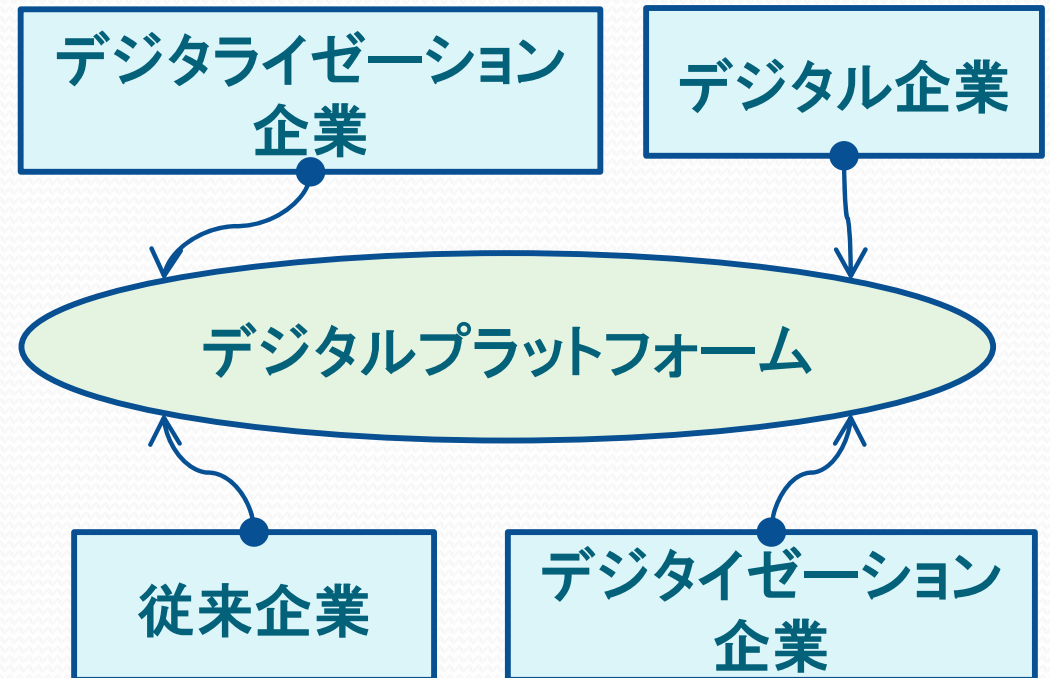 デジタライゼーション
企業
デジタル企業
デジタルプラットフォーム
従来企業
デジタイゼーション
企業